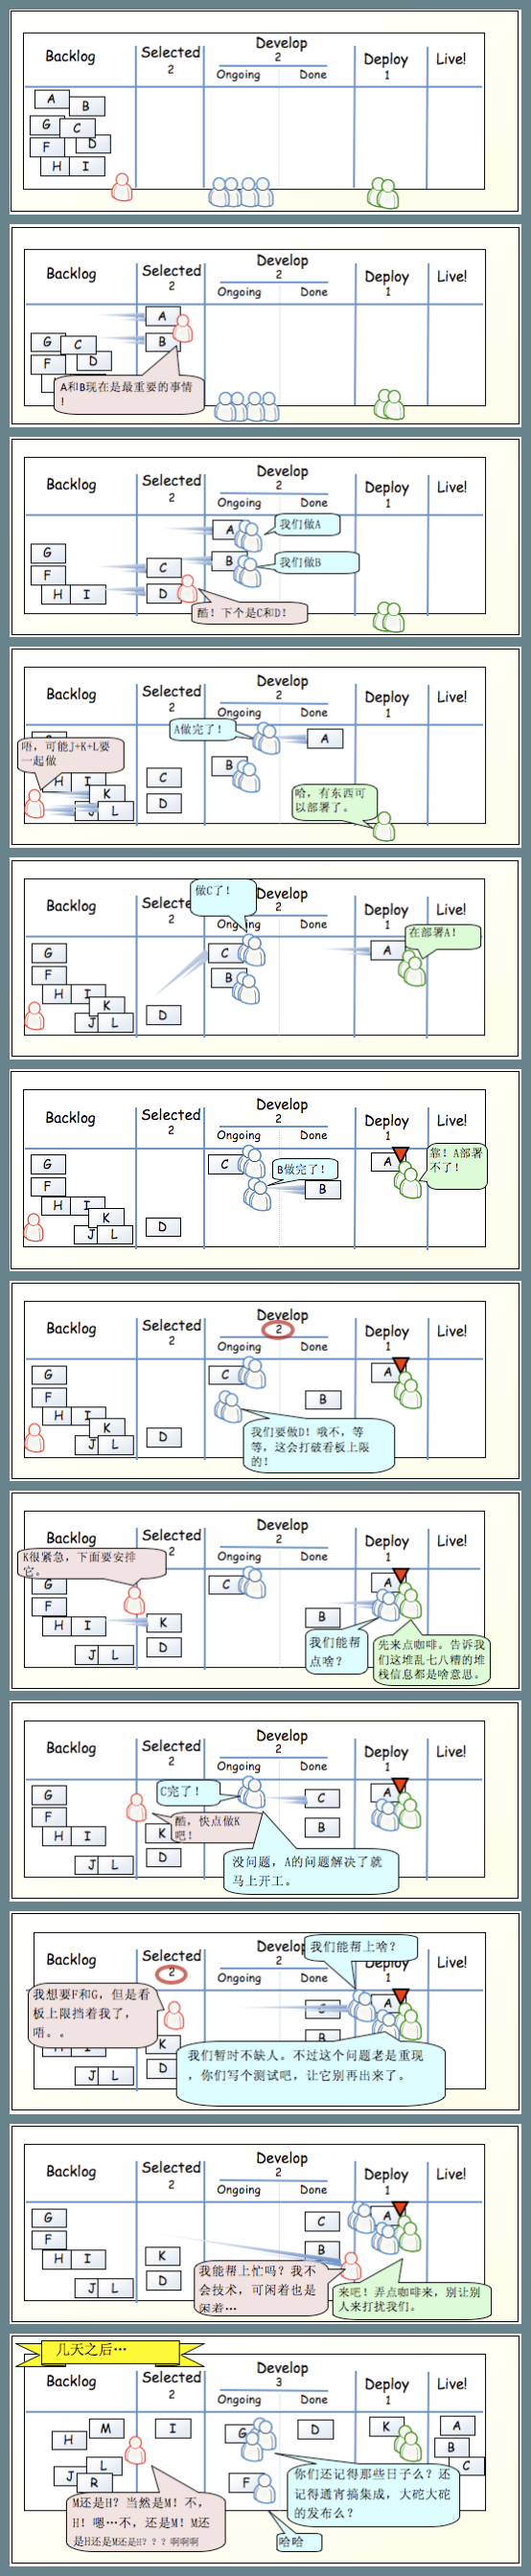 Backlog
Selected
2
Develop
2
Ongoing Done
Deploy
1
Live!
A
B
G
C
F
D
H I
Backlog
Selected
2
Develop
2
Ongoing Done
Deploy
1
Live!
A
B
G
C
F
D
A和B现在是最重要的事情
!
Backlog
Selected
2
Develop
2
Ongoing Done
Deploy
1
Live!
A
我们做A
B
我们做B
G
F
H I
C
D
酷! 下个是C和D!
Backlog
Selected
2
Develop
2
Ongoing Done
Deploy
1
Live!
A做完了!
A
唔, 可能J+K+L要
一起做
H I
K
J L
C
D
B
哈, 有东西可
以部署了。
Backlog
Selecte
2
做C了!
Develop
2
Ongoing Done
Deploy
1
Live!
G
F
H I
K
J L
D
C
B
A
在部署A!
Backlog
Selected
2
Develop
2
Ongoing Done
Deploy
1
Live!
G
F
H I
K
J L
D
C
B做完了!
B
A
靠! A部署
不了!
Backlog
Selected
2
Develop
2
Ongoing Done
Deploy
1
Live!
G
F
H I
K
J L
D
C
B
A
我们要做D! 哦不, 等
等, 这会打破看板上限
的!
Backlog
Selected
2
Develop
2
Ongoing Done
Deploy
1
Live!
K很紧急, 下面要安排
它。
G
F
H I
J L
K
D
C
B
A
我们能帮
点啥?
先来点咖啡。告诉我
们这堆乱七八糟的堆
栈信息都是啥意思。
Backlog
Selected
2
Develop
2
Ongoing Done
Deploy
1
Live!
G
F
H I
J L
C完了!
酷, 快点做K
吧!
K
D
C
B
A
没问题, A的问题解决了就
马上开工。
Backlog
Selected
2
Develop
2
Ongoing Done
Deploy
1
Live!
我们能帮上啥?
我想要F和G, 但是看
板上限挡着我了,
唔。。
H I
J L
K
D
C
B
A
我们暂时不缺人。不过这个问题老是重现
, 你们写个测试吧, 让它别再出来了。
Backlog
Selected
2
Develop
2
Ongoing Done
Deploy
1
Live!
G
F
H I
J L
K
D
C
B
A
我能帮上忙吗? 我不
会技术, 可闲着也是
闲着…
来吧! 弄点咖啡来, 别让别
人来打扰我们。
几天之后…
Backlog
Selected
2
Develop
3
Ongoing Done
Deploy
1
Live!
M
H
L
J
R
I
G
F
D
K
A
B
C
M还是H? 当然是M! 不,
H! 嗯…不, 还是M! M还
是H还是M还是H? ? ? 啊啊啊
你们还记得那些日子么? 还
记得通宵搞集成, 大砣大砣
的发布么?
哈哈